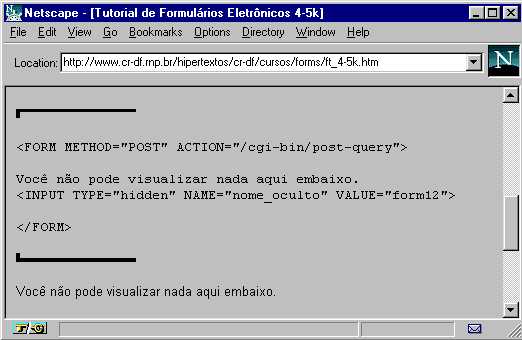 Netscape - [Tutorial de Formulários Eletrônicos 4-5k]
File Edit View Go Bookmarks Options Directory Window Help
Location: http://www.cr-df.rnp.br/hipertextos/cr-df/cursos/forms/ft_4-5k.htm
N
<FORM METHOD="POST" ACTION="/cgi-bin/post-query">
Você não pode visualizar nada aqui embaixo.
<INPUT TYPE="hidden" NAME="nome_oculto" VALUE="form12">
</FORM>
Você não pode visualizar nada aqui embaixo.